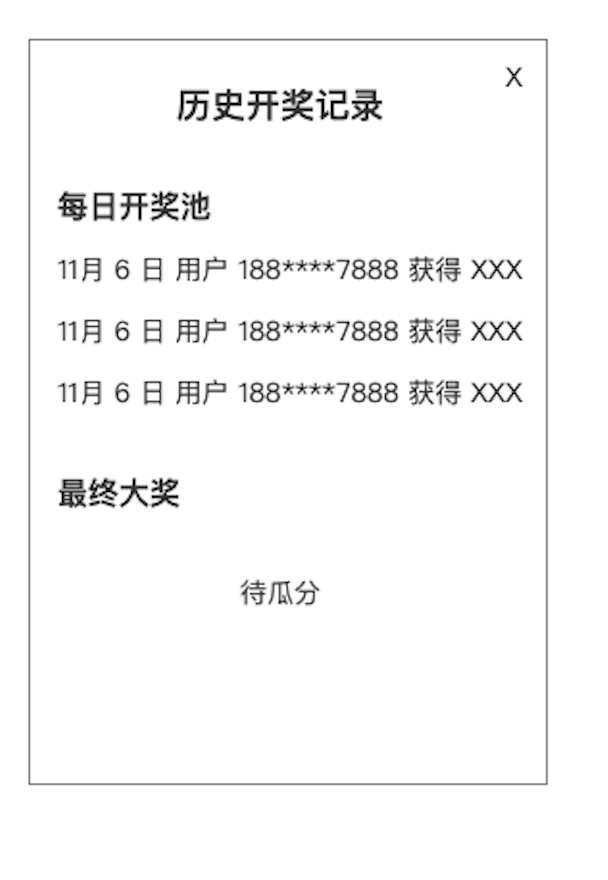 X
历史开奖记录
每日开奖池
11月 6 日 用户 188****7888 获得 XXX
11月 6 日 用户 188****7888 获得 XXX
11月 6 日 用户 188****7888 获得 XXX
最终大奖
待瓜分